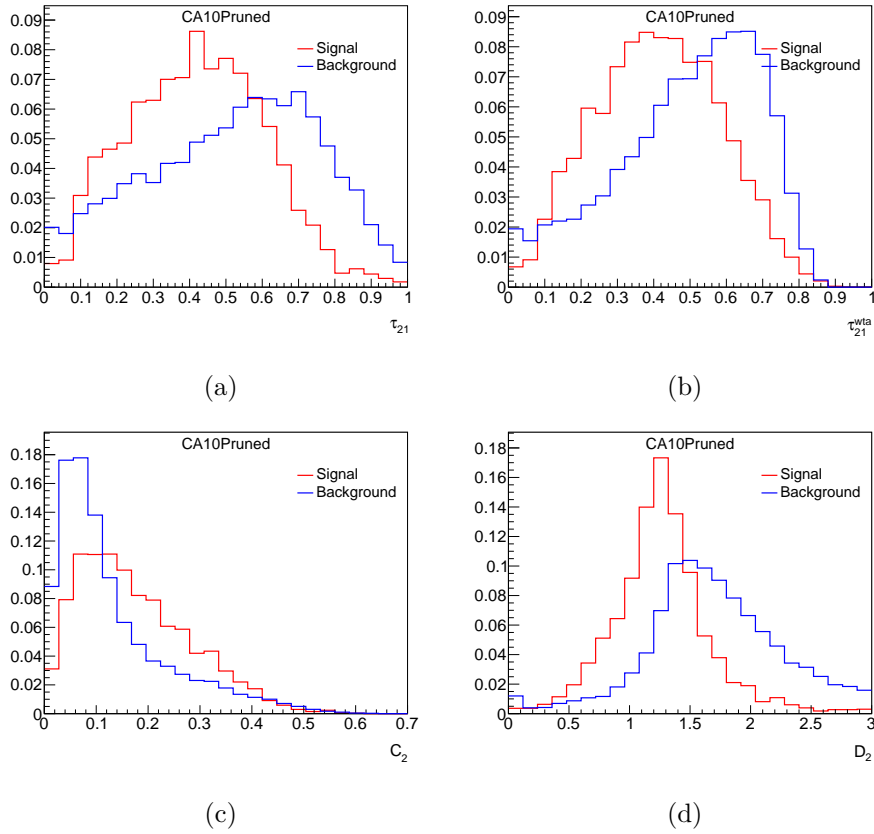 CA10Pruned
Signal
Background
0.09
0.08
0.07
0.06
0.05
0.04
0.03
0.02
0.01
0
0 0.1 0.2 0.3 0.4 0.5 0.6 0.7 0.8 0.9 1
τ21
(a)
CA10Pruned
Signal
Background
0.09
0.08
0.07
0.06
0.05
0.04
0.03
0.02
0.01
0
0 0.1 0.2 0.3 0.4 0.5 0.6 0.7 0.8 0.9 1
τ21^wta
(b)
CA10Pruned
Signal
Background
0.18
0.16
0.14
0.12
0.1
0.08
0.06
0.04
0.02
0
0 0.1 0.2 0.3 0.4 0.5 0.6 0.7
C2
(c)
CA10Pruned
Signal
Background
0.18
0.16
0.14
0.12
0.1
0.08
0.06
0.04
0.02
0
0 0.5 1 1.5 2 2.5 3
D2
(d)